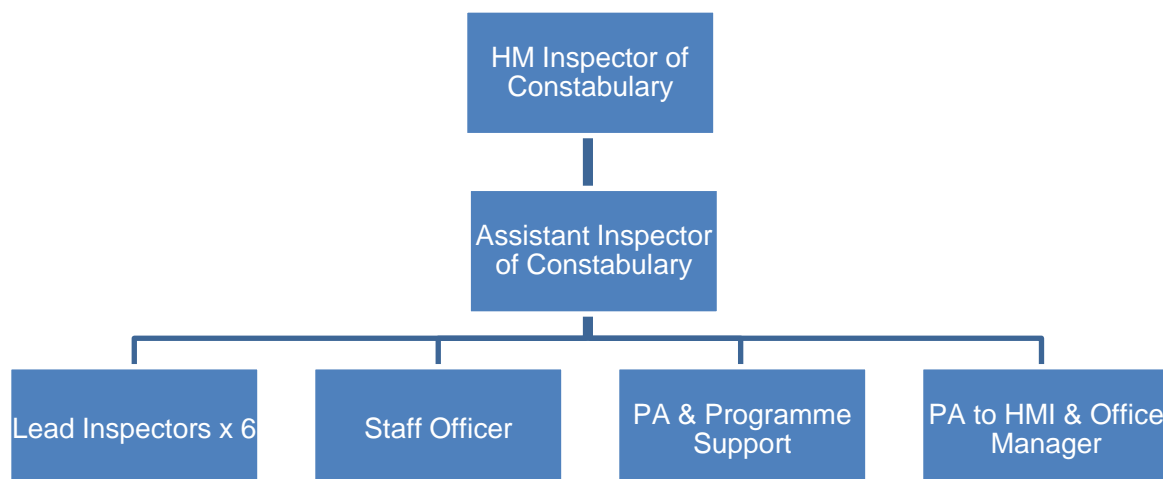 HM Inspector of
Constabulary
Assistant Inspector
of Constabulary
Lead Inspectors x 6
Staff Officer
PA & Programme
Support
PA to HMI & Office
Manager